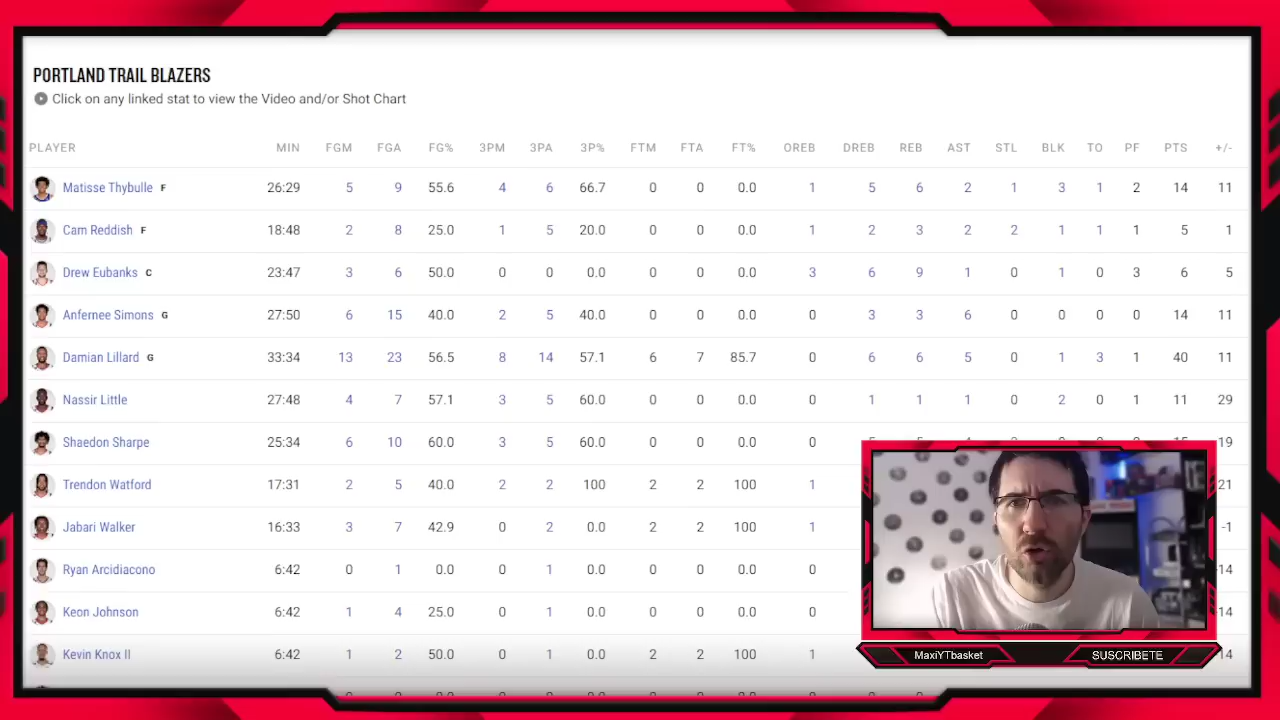 PORTLAND TRAIL BLAZERS
Click on any linked stat to view the Video and/or Shot Chart
PLAYER MIN FGM FGA FG% 3PM 3PA 3P% FTM FTA FT% OREB DREB REB AST STL BLK TO PF PTS +/-
Matisse Thybulle F 26:29 5 9 55.6 4 6 66.7 0 0 0.0 1 5 6 2 1 3 1 2 14 11
Cam Reddish F 18:48 2 8 25.0 1 5 20.0 0 0 0.0 1 2 3 2 2 1 1 1 5 1
Drew Eubanks C 23:47 3 6 50.0 0 0 0.0 0 0 0.0 3 6 9 1 0 1 0 3 6 5
Anfernee Simons G 27:50 6 15 40.0 2 5 40.0 0 0 0.0 0 3 3 6 0 0 0 0 14 11
Damian Lillard G 33:34 13 23 56.5 8 14 57.1 6 7 85.7 0 6 6 5 0 1 3 1 40 11
Nassir Little 27:48 4 7 57.1 3 5 60.0 0 0 0.0 0 1 1 1 0 2 0 1 11 29
Shaedon Sharpe 25:34 6 10 60.0 3 5 60.0 0 0 0.0 0 19
Trendon Watford 17:31 2 5 40.0 2 2 100 2 2 100 1 21
Jabari Walker 16:33 3 7 42.9 0 2 0.0 2 2 100 1 -1
Ryan Arcidiacono 6:42 0 1 0.0 0 1 0.0 0 0 0.0 0 14
Keon Johnson 6:42 1 4 25.0 0 1 0.0 0 0 0.0 0 14
Kevin Knox II 6:42 1 2 50.0 0 1 0.0 2 2 100 1 14
MaxiYTbasket
SUSCRIBETE